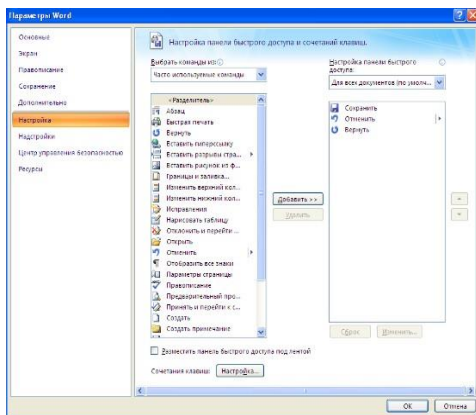 Параметры Word
Основные
Экран
Правописание
Сохранение
Дополнительно
Настройка
Надстройки
Центр управления безопасностью
Ресурсы
Настройка панели быстрого доступа и сочетаний клавиш.
Выбрать команды из:
Часто используемые команды
<Разделитель>
Абзац
Быстрая печать
Вернуть
Вставить гиперссылку
Вставить разрывы стра...
Вставить рисунок из ф...
Границы и заливка...
Изменить верхний кол...
Изменить нижний кол...
Исправления
Нарисовать таблицу
Отклонить и перейти ...
Открыть
Отменить
Отобразить все знаки
Параметры страницы
Правописание
Предварительный про...
Принять и перейти к с...
Создать
Создать примечание
Добавить >>
Удалить
Настройка панели быстрого
доступа:
Для всех документов (по умолч...
Сохранить
Отменить
Вернуть
Сброс
Изменить...
Разместить панель быстрого доступа под лентой
Сочетания клавиш:
Настройка...
ОК
Отмена